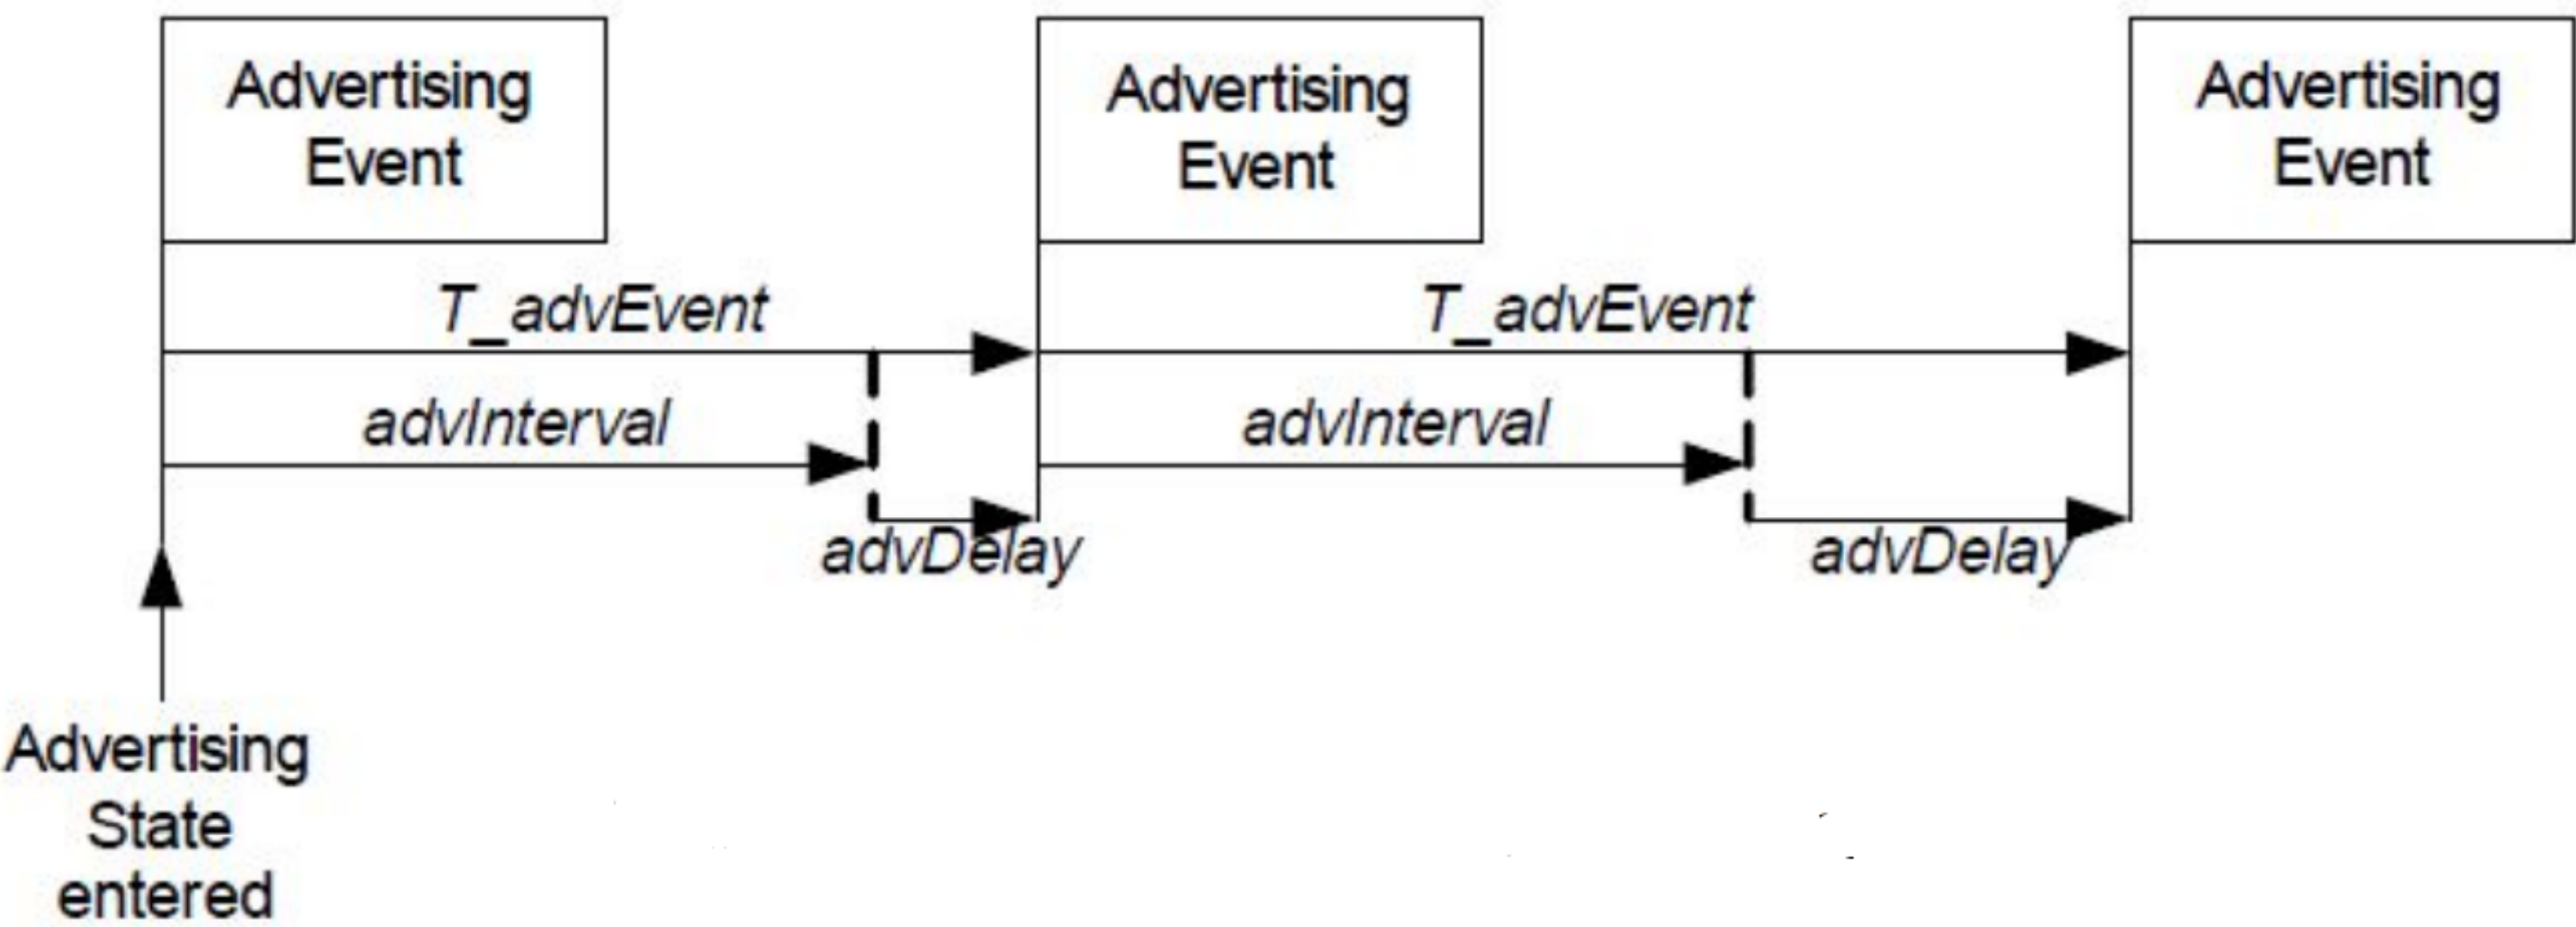 Advertising
Event
Advertising
Event
Advertising
Event
T_advEvent
T_advEvent
advInterval
advInterval
advDelay
advDelay
Advertising
State
entered